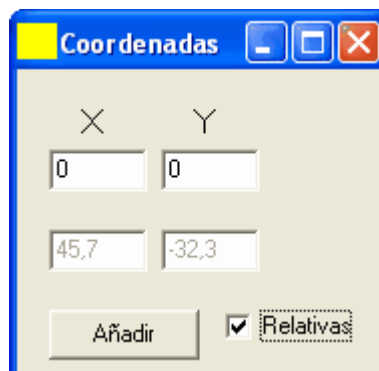 Coordenadas
X Y
0 0
45,7 -32,3
Añadir Relativas